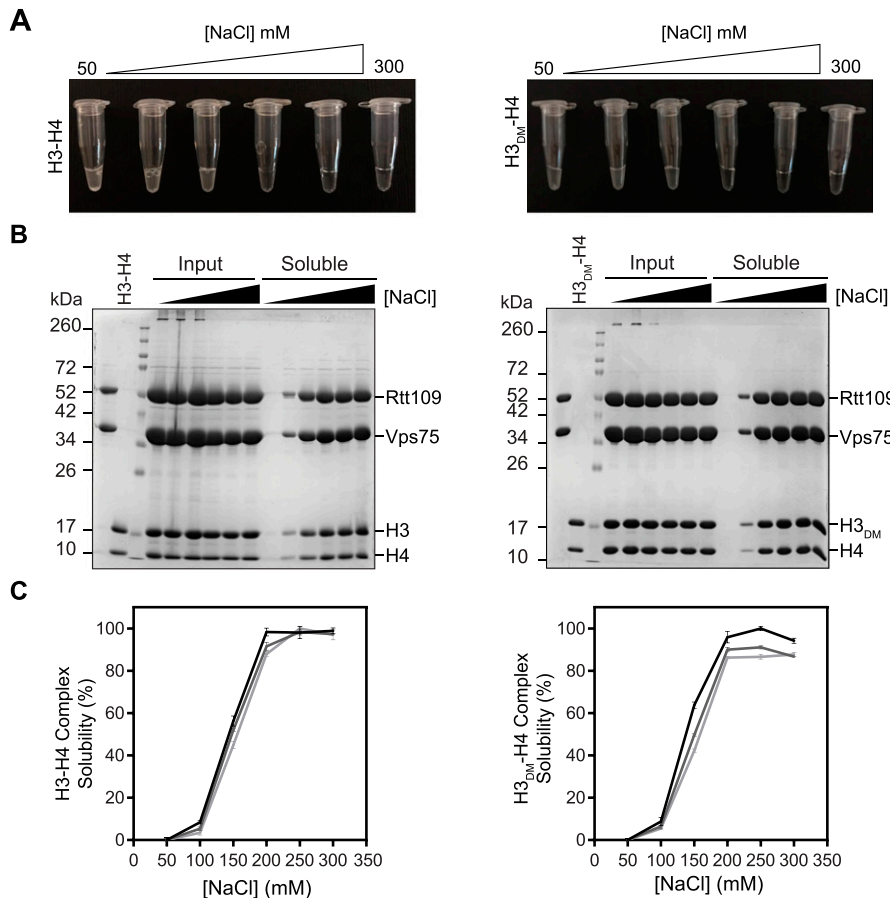 A
[NaCl] mM
50
300
H3-H4
[NaCl] mM
50
300
H3DM-H4
B
H3-H4
Input
Soluble
[NaCl]
kDa
260
72
52
42
34
26
17
10
Rtt109
Vps75
H3
H4
H3DM-H4
Input
Soluble
[NaCl]
kDa
260
72
52
42
34
26
17
10
Rtt109
Vps75
H3DM
H4
C
H3-H4 Complex
Solubility (%)
100
80
60
40
20
0
0 50 100 150 200 250 300 350
[NaCl] (mM)
H3DM-H4 Complex
Solubility (%)
100
80
60
40
20
0
0 50 100 150 200 250 300 350
[NaCl] (mM)